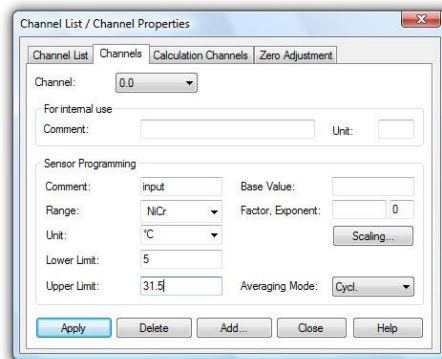 Channel List / Channel Properties
Channel List Channels Calculation Channels Zero Adjustment
Channel: 0.0
For internal use
Comment: Unit:
Sensor Programming
Comment: input Base Value:
Range: NiCr Factor, Exponent: 0
Unit: °C Scaling...
Lower Limit: 5
Upper Limit: 31.5 Averaging Mode: Cycl.
Apply Delete Add... Close Help